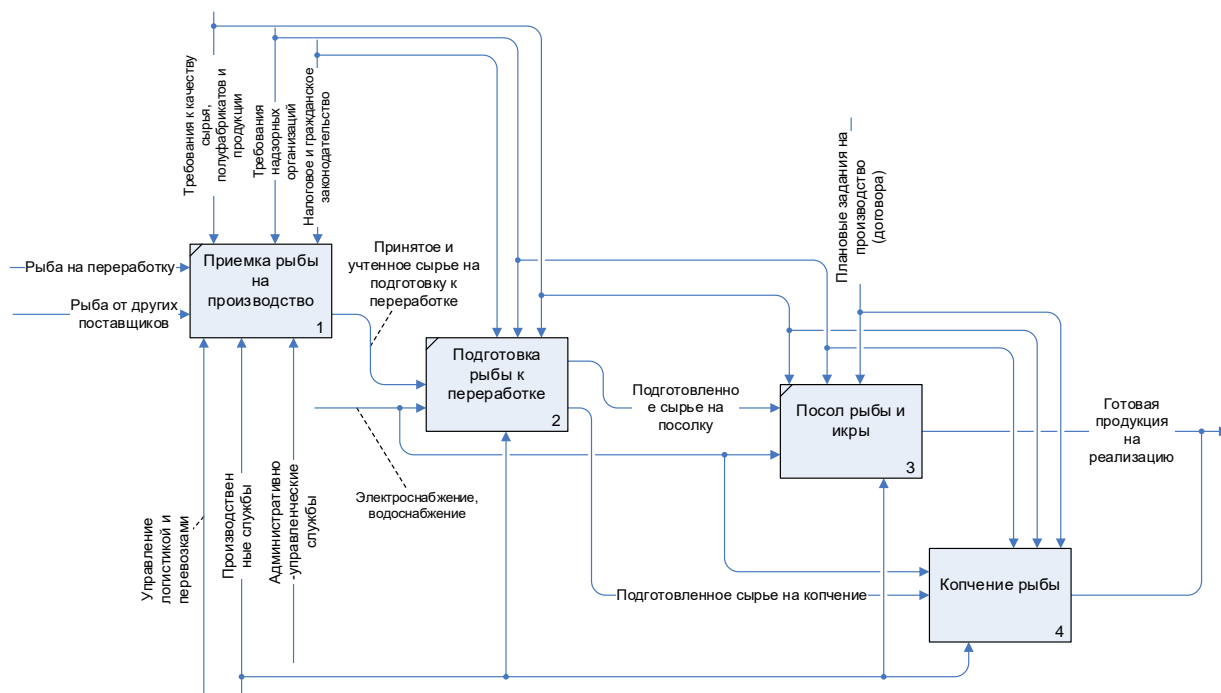 Требования к качеству
сырья,
полуфабрикатов и
продукции
Требования
надзорных
организаций
Налоговое и гражданское
законодательство
Плановые задания на
производство
(договора)
Рыба на переработку
Рыба от других
поставщиков
Приемка рыбы
на
производство
1
Принятое и
учтенное сырье на
подготовку к
переработке
Подготовка
рыбы к
переработке
2
Подготовленно
е сырье на
посолку
Посол рыбы и
икры
3
Готовая
продукция
на
реализацию
Электроснабжение,
водоснабжение
Управление
логистикой и
перевозками
Производствен
ные службы
Административно
-управленческие
службы
Подготовленное сырье на копчение
Копчение рыбы
4